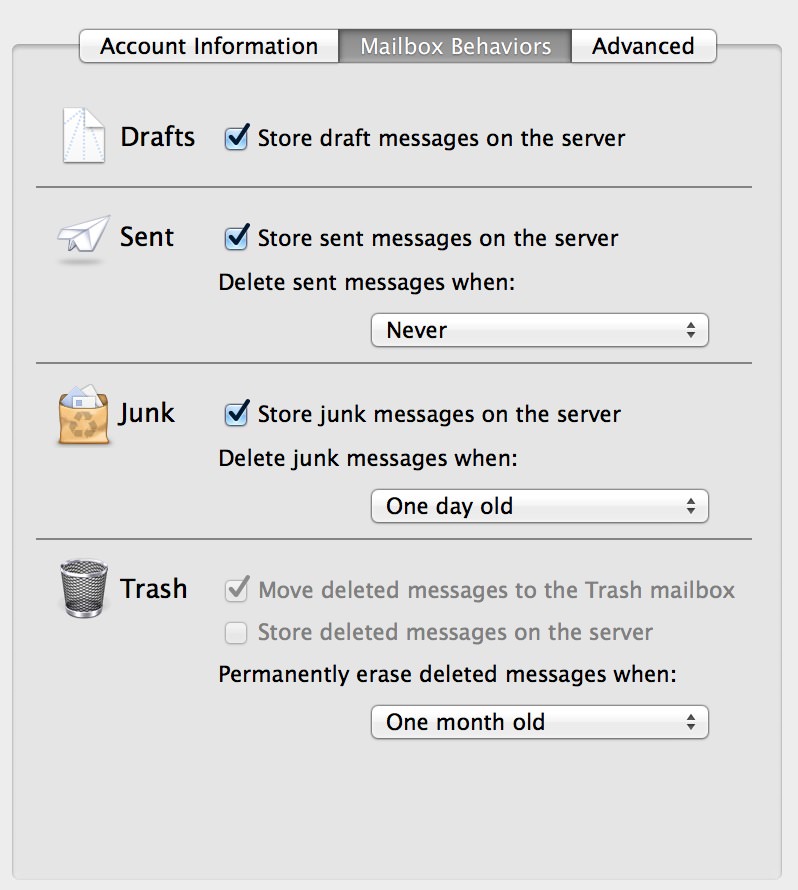 Account Information Mailbox Behaviors Advanced
Drafts Store draft messages on the server
Sent Store sent messages on the server
Delete sent messages when:
Never
Junk Store junk messages on the server
Delete junk messages when:
One day old
Trash Move deleted messages to the Trash mailbox
Store deleted messages on the server
Permanently erase deleted messages when:
One month old